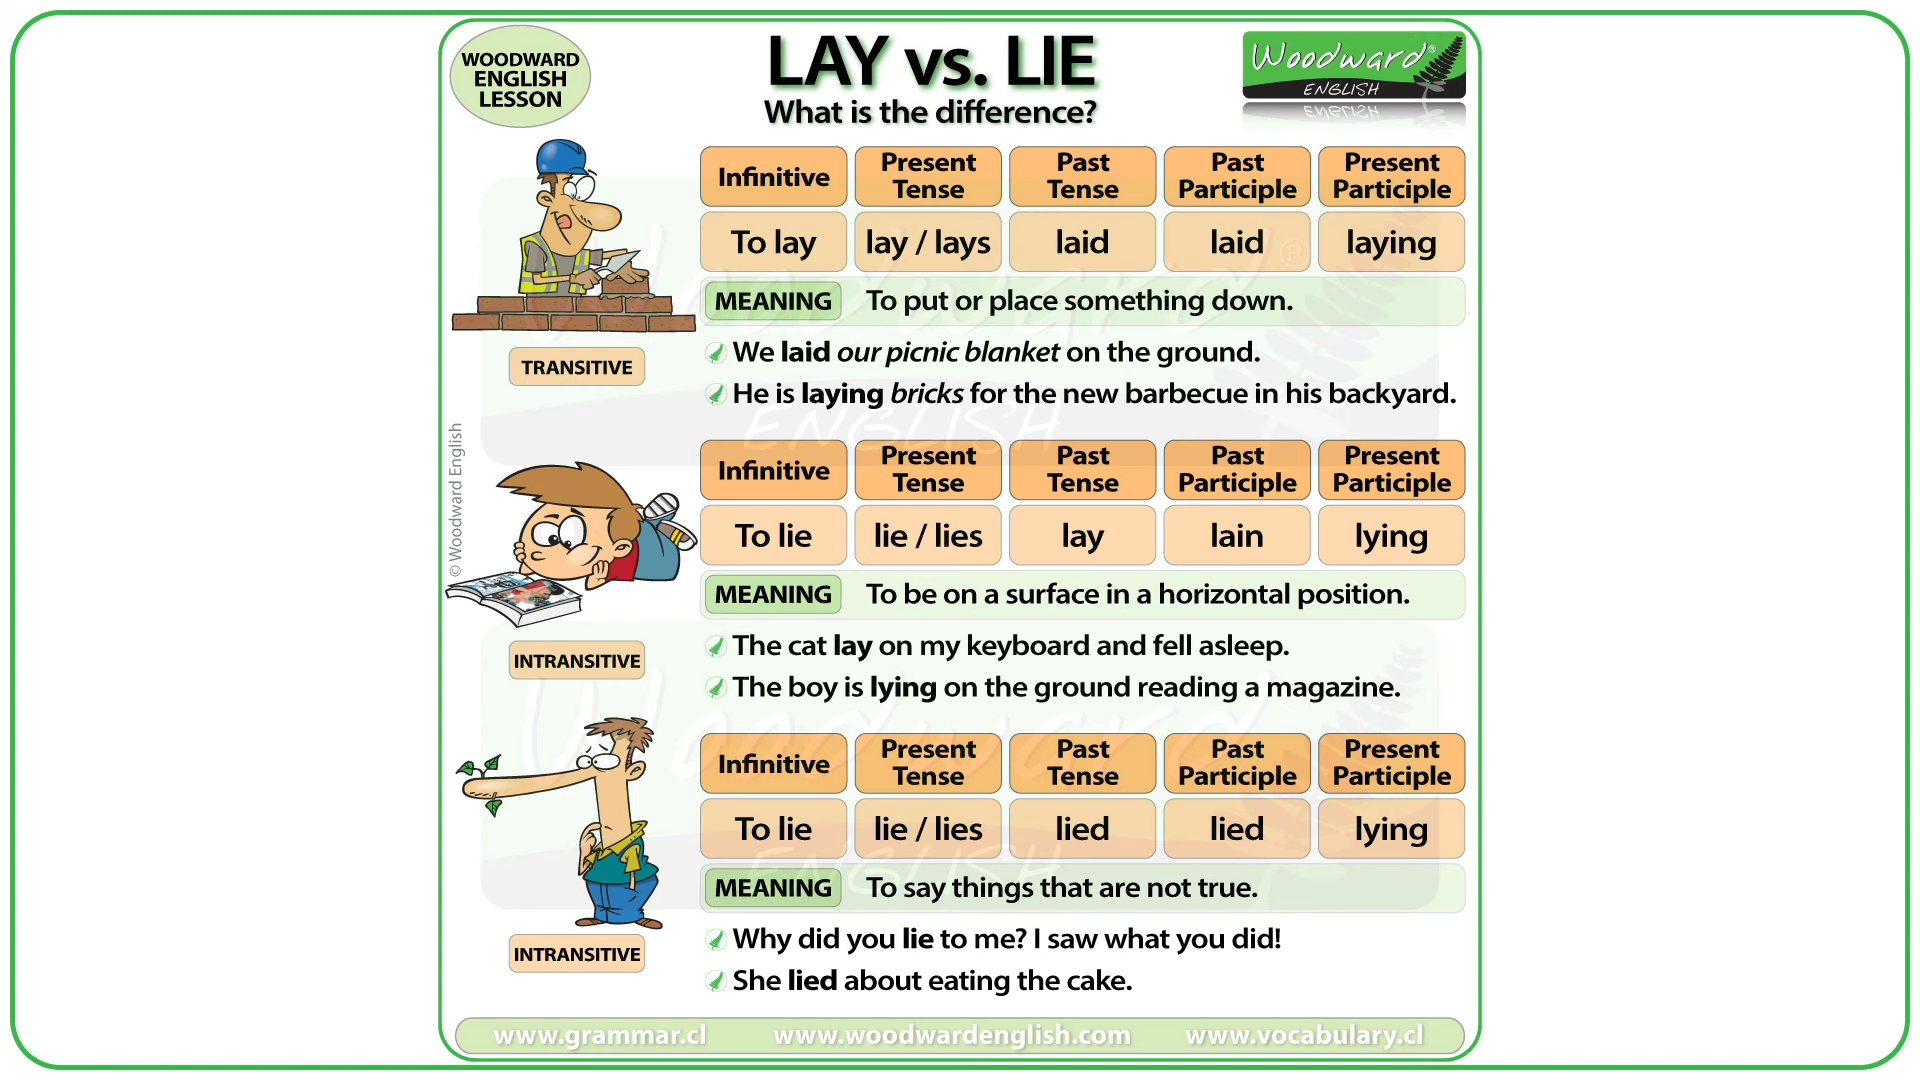 WOODWARD
ENGLISH
LESSON
LAY vs. LIE
What is the difference?
Woodward®
ENGLISH
Infinitive Present Tense Past Tense Past Participle Present Participle
To lay lay / lays laid laid laying
MEANING To put or place something down.
TRANSITIVE
We laid our picnic blanket on the ground.
He is laying bricks for the new barbecue in his backyard.
© Woodward English
Infinitive Present Tense Past Tense Past Participle Present Participle
To lie lie / lies lay lain lying
MEANING To be on a surface in a horizontal position.
INTRANSITIVE
The cat lay on my keyboard and fell asleep.
The boy is lying on the ground reading a magazine.
Infinitive Present Tense Past Tense Past Participle Present Participle
To lie lie / lies lied lied lying
MEANING To say things that are not true.
INTRANSITIVE
Why did you lie to me? I saw what you did!
She lied about eating the cake.
www.grammar.cl www.woodwardenglish.com www.vocabulary.cl